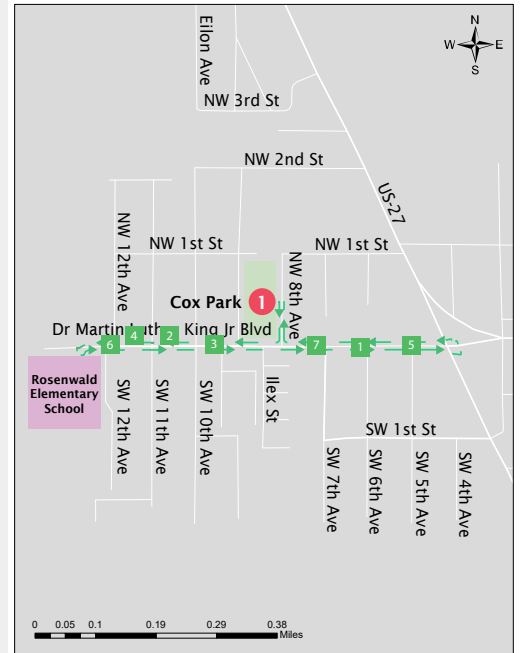 N
W E
S
Eilon Ave
NW 3rd St
NW 2nd St
US-27
NW 12th Ave
NW 1st St
NW 1st St
NW 8th Ave
Cox Park 1
Dr Martin Luther King Jr Blvd
6 4 2 3 7 1 5
Rosenwald
Elementary
School
SW 12th Ave
SW 11th Ave
SW 10th Ave
Ilex St
SW 1st St
SW 7th Ave
SW 6th Ave
SW 5th Ave
SW 4th Ave
0 0.05 0.1 0.19 0.29 0.38
Miles